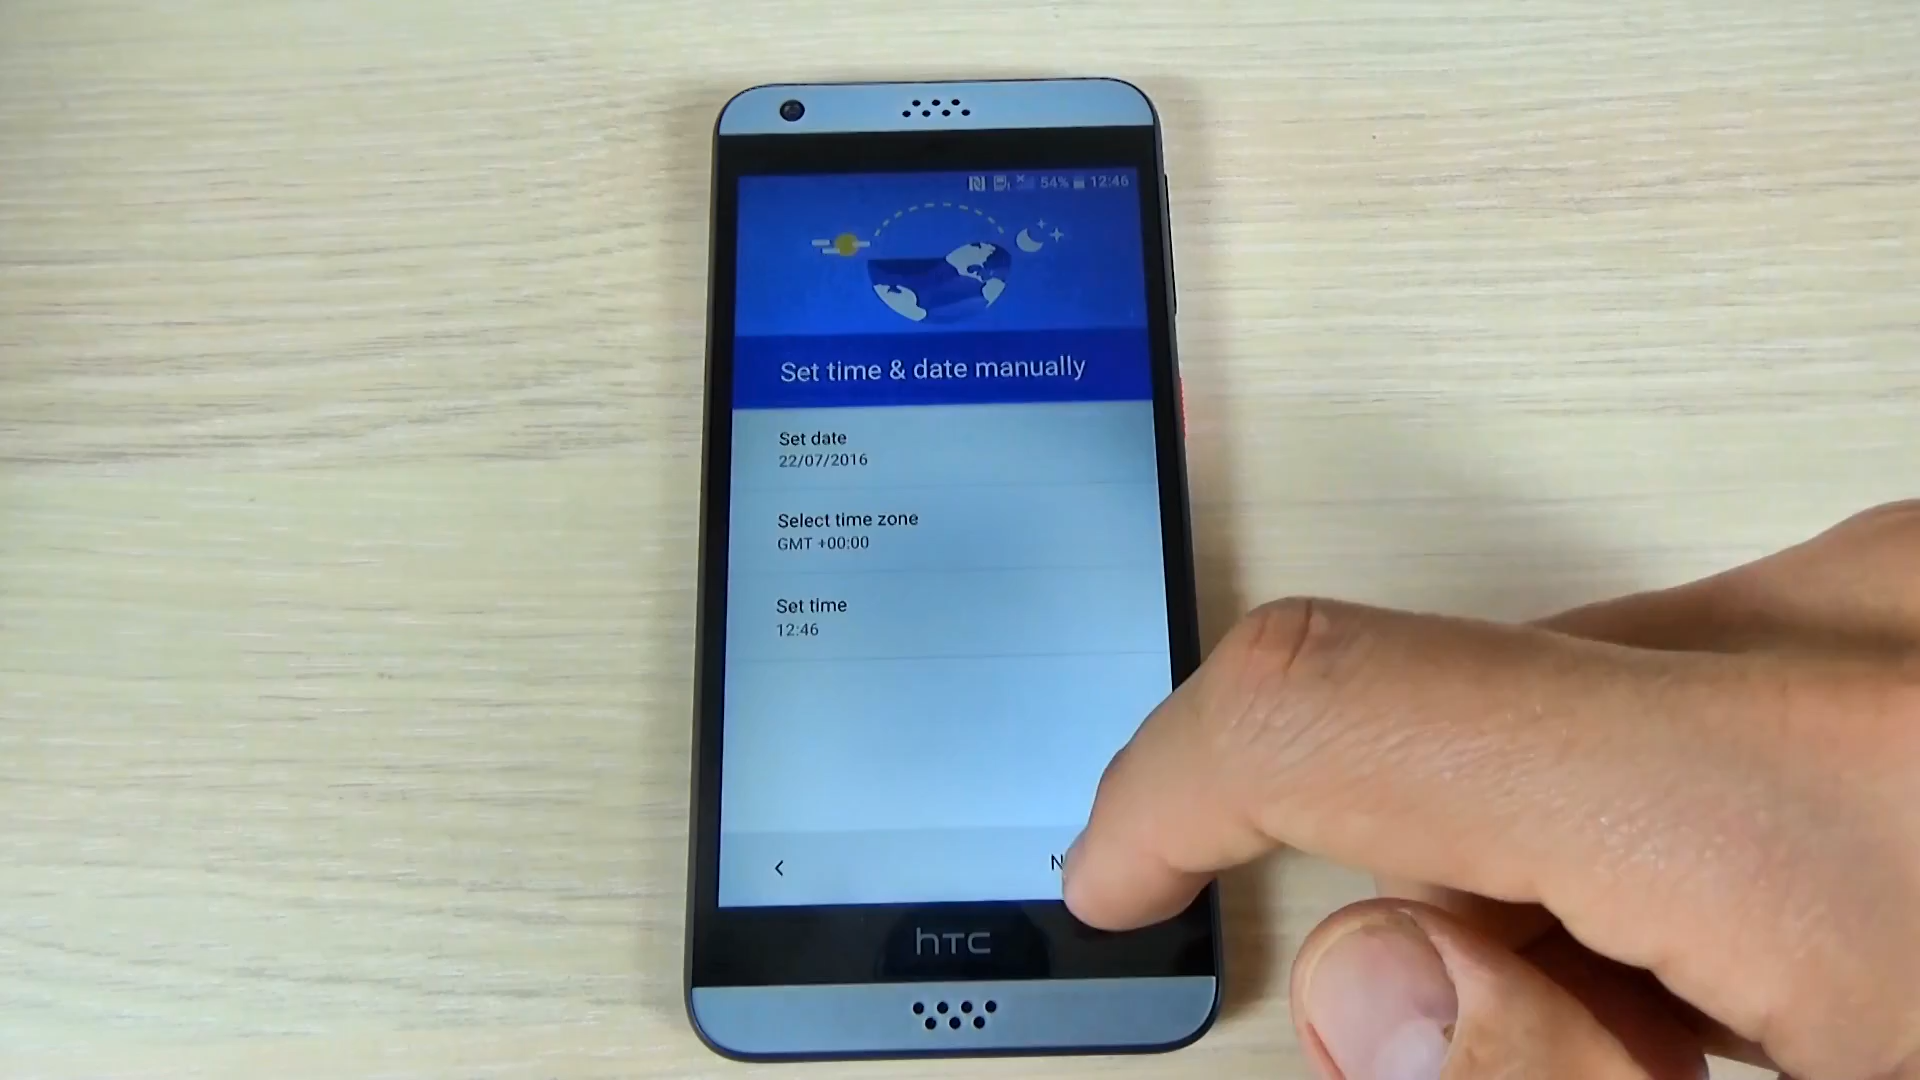 54% 12:46
Set time & date manually
Set date
22/07/2016
Select time zone
GMT +00:00
Set time
12:46
hTC